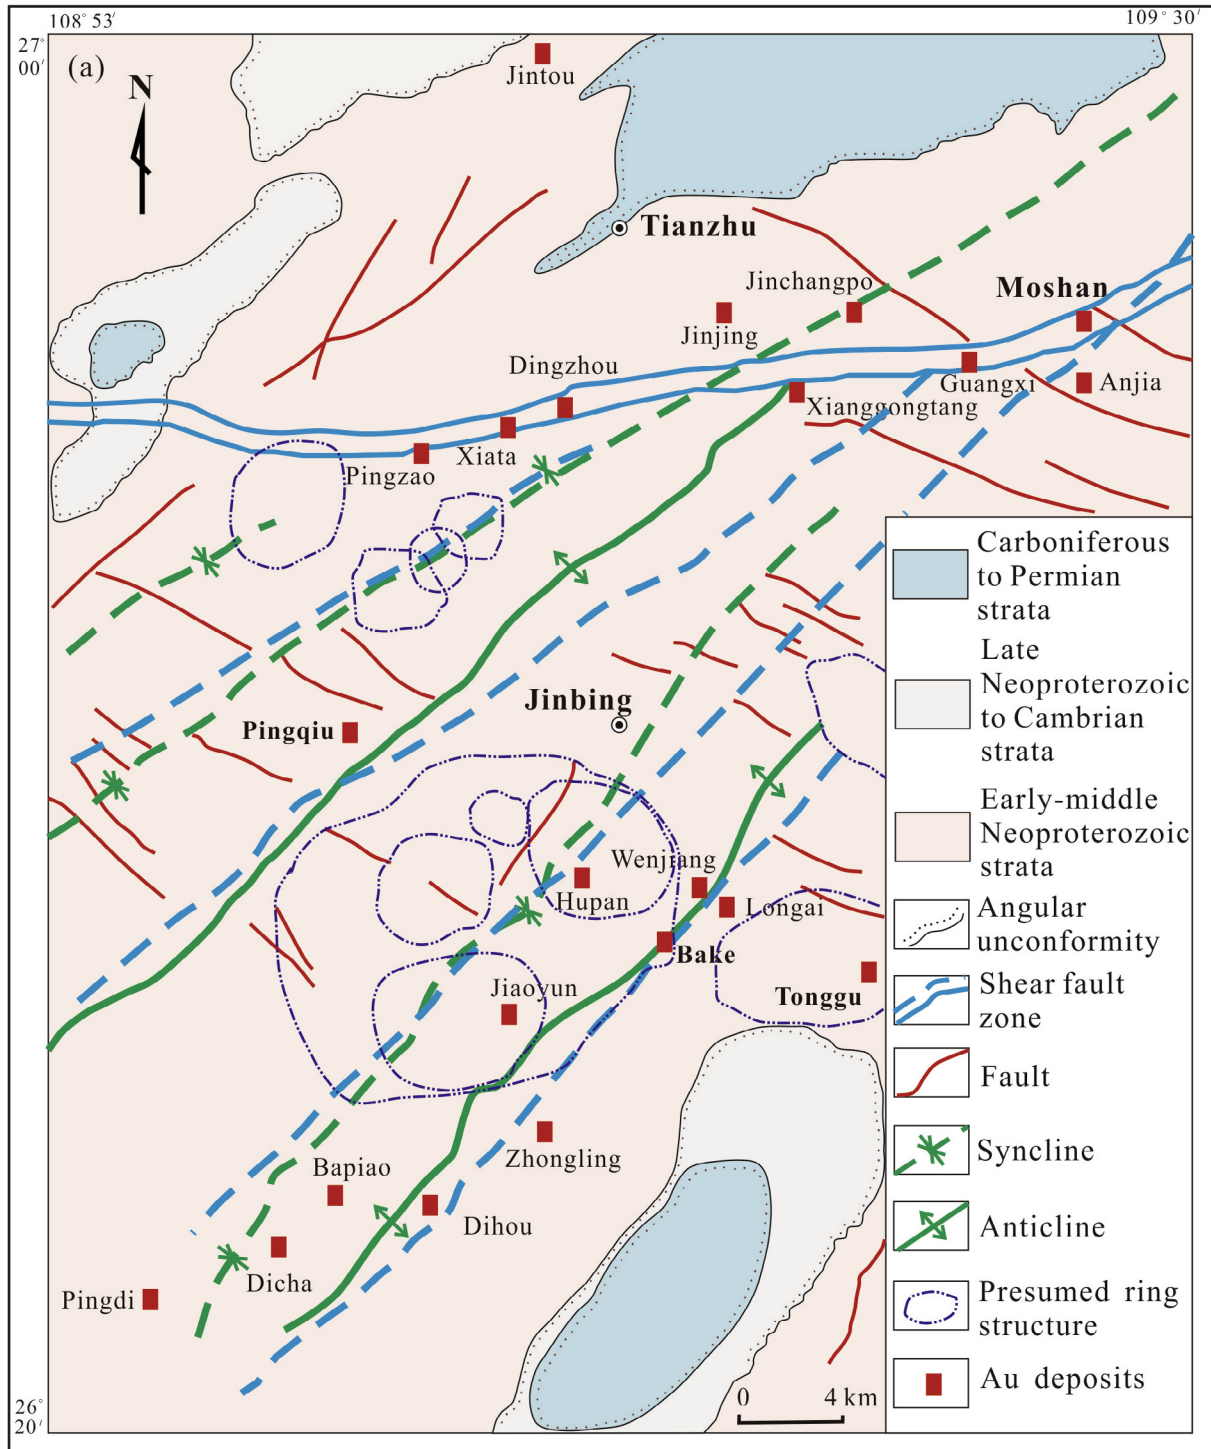 108° 53′
109° 30′
27°
00′
(a)
N
Jintou
Tianzhu
Jinchangpo
Moshan
Jinjing
Dingzhou
Guangxi
Anjia
Xianggongtang
Xiata
Pingzao
Jinbing
Pingqiu
Wenjiang
Hupan
Longai
Bake
Jiaoyun
Tonggu
Zhongling
Bapiao
Dihou
Dicha
Pingdi
Carboniferous
to Permian
strata
Late
Neoproterozoic
to Cambrian
strata
Early-middle
Neoproterozoic
strata
Angular
unconformity
Shear fault
zone
Fault
Syncline
Anticline
Presumed ring
structure
Au deposits
0 4 km
26°
20′